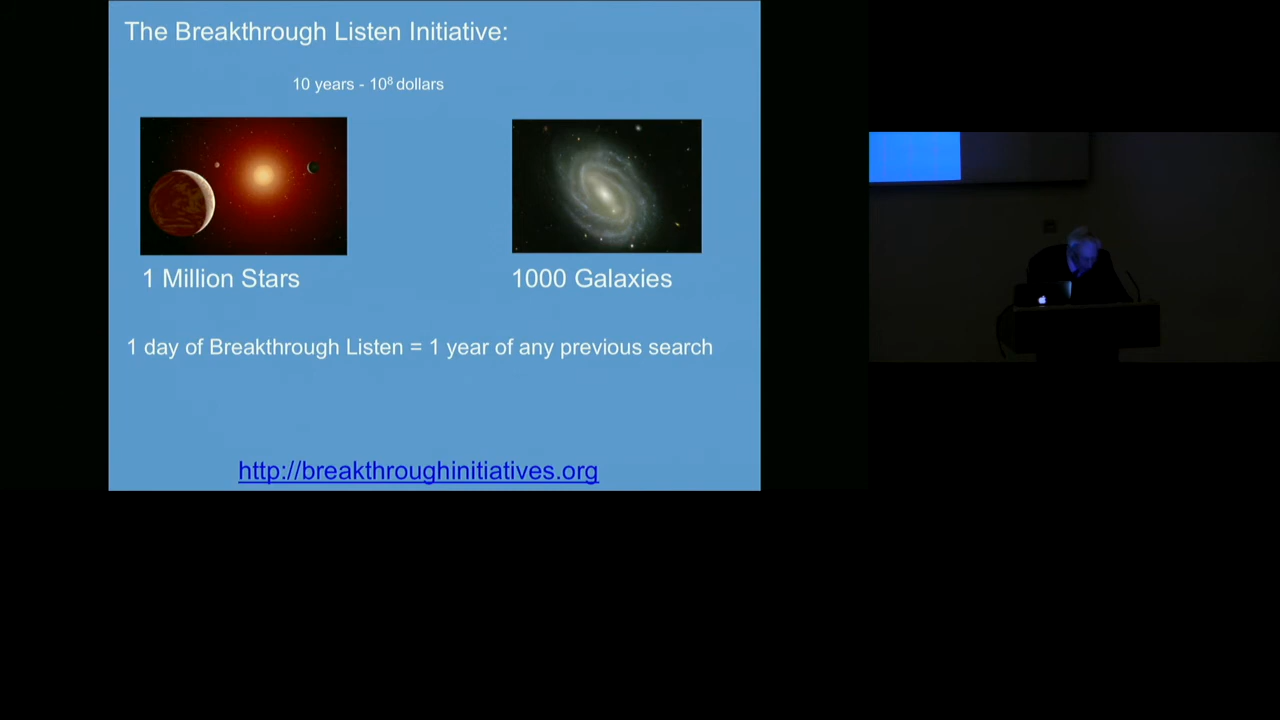 The Breakthrough Listen Initiative:
10 years - 10⁸ dollars
1 Million Stars
1000 Galaxies
1 day of Breakthrough Listen = 1 year of any previous search
http://breakthroughinitiatives.org